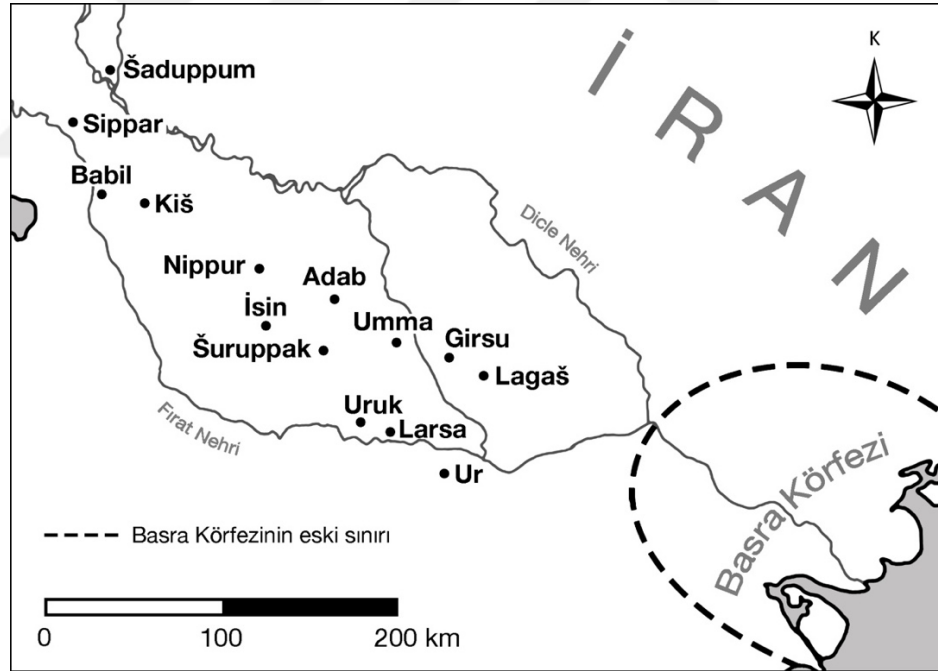 K
İRAN
Šaduppum
Sippar
Babil
Kiš
Dicle Nehri
Nippur
Adab
İsin
Umma
Girsu
Šuruppak
Lagaš
Uruk
Larsa
Fırat Nehri
Ur
Basra Körfezi
Basra Körfezinin eski sınırı
0 100 200 km